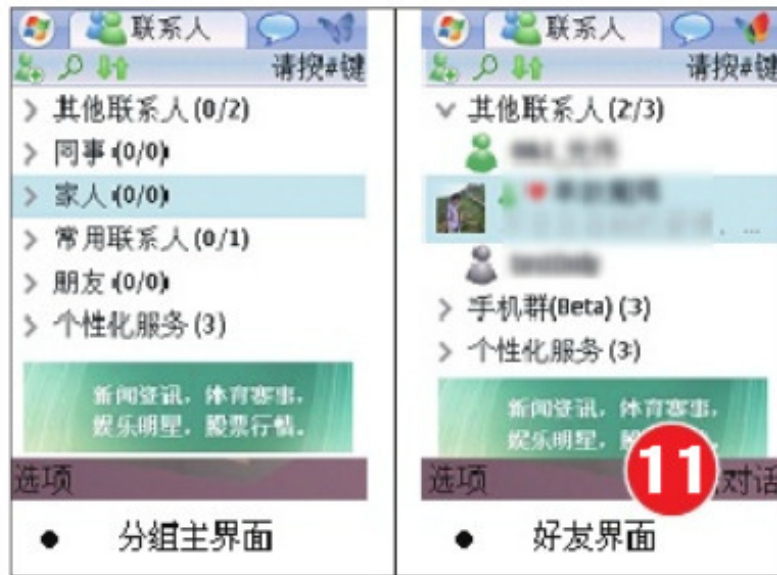 联系人
请按#键
其他联系人(0/2)
同事(0/0)
家人(0/0)
常用联系人(0/1)
朋友(0/0)
个性化服务(3)
新闻资讯，体育赛事，
娱乐明星，股票行情。
选项
● 分组主界面
联系人
请按#键
其他联系人(2/3)
, ...
手机群(Beta)(3)
个性化服务(3)
新闻资讯，体育赛事，
娱乐明星，
选项
11
对话
● 好友界面